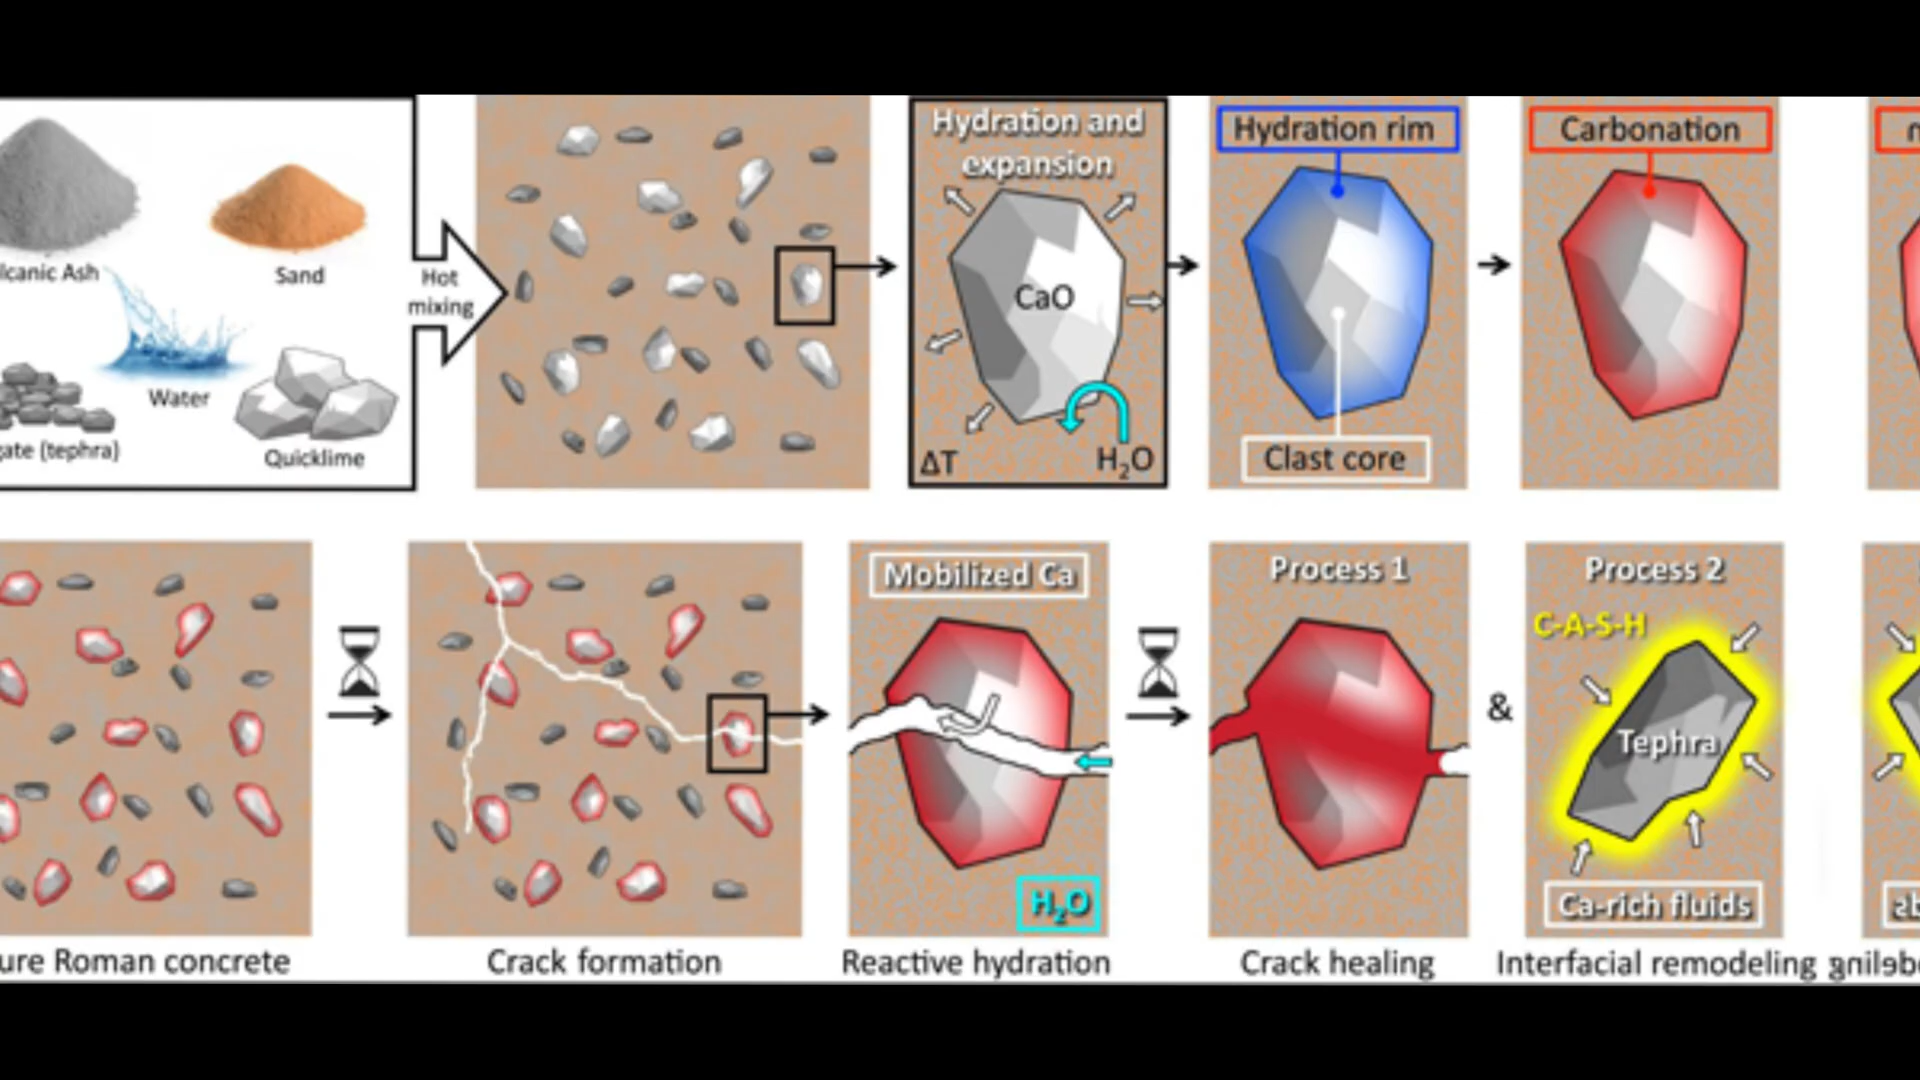 lcanic Ash
Sand
Water
gate (tephra)
Quicklime
Hot
mixing
Hydration and
expansion
CaO
ΔT
H₂O
Hydration rim
Clast core
Carbonation
ure Roman concrete
Crack formation
Mobilized Ca
H₂O
Reactive hydration
Process 1
Crack healing
&
Process 2
C-A-S-H
Tephra
Ca-rich fluids
Interfacial remodeling